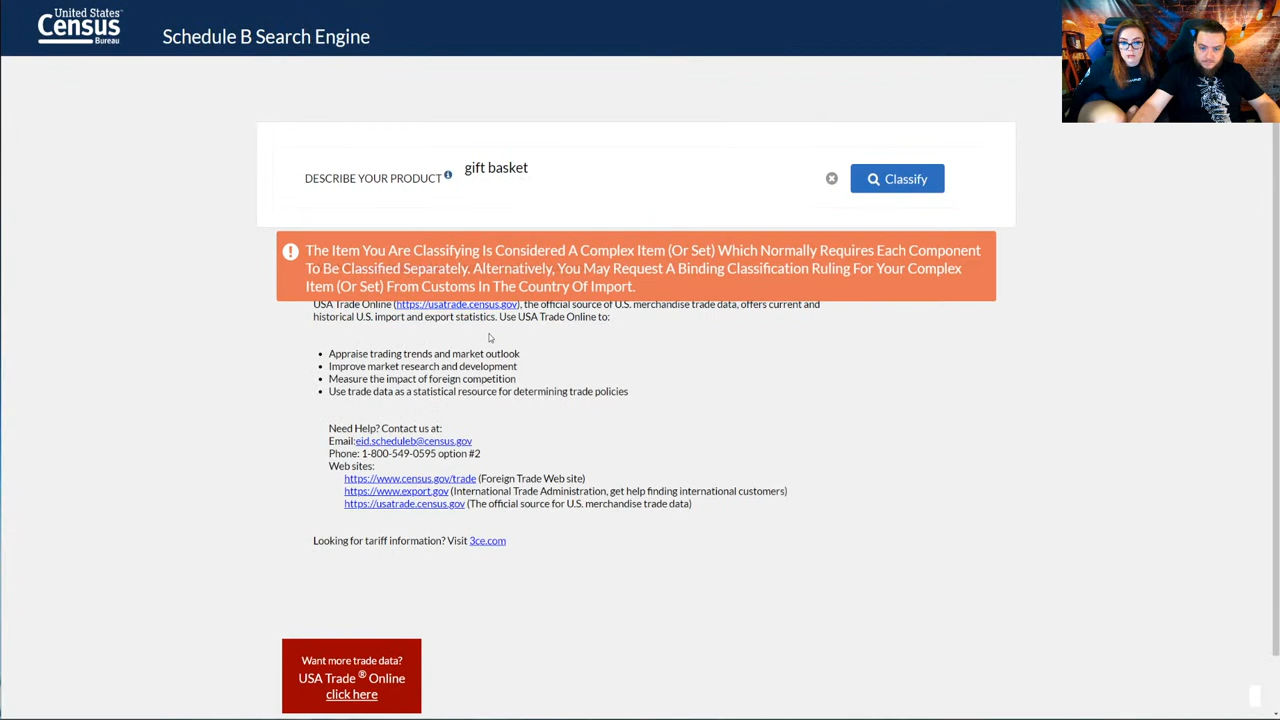 United States™
Census
Bureau
Schedule B Search Engine
DESCRIBE YOUR PRODUCT
gift basket
Classify
The Item You Are Classifying Is Considered A Complex Item (Or Set) Which Normally Requires Each Component
To Be Classified Separately. Alternatively, You May Request A Binding Classification Ruling For Your Complex
Item (Or Set) From Customs In The Country Of Import.
USA Trade Online (https://usatrade.census.gov), the official source of U.S. merchandise trade data, offers current and
historical U.S. import and export statistics. Use USA Trade Online to:
• Appraise trading trends and market outlook
• Improve market research and development
• Measure the impact of foreign competition
• Use trade data as a statistical resource for determining trade policies
Need Help? Contact us at:
Email:eid.scheduleb@census.gov
Phone: 1-800-549-0595 option #2
Web sites:
https://www.census.gov/trade (Foreign Trade Web site)
https://www.export.gov (International Trade Administration, get help finding international customers)
https://usatrade.census.gov (The official source for U.S. merchandise trade data)
Looking for tariff information? Visit 3ce.com
Want more trade data?
USA Trade ® Online
click here